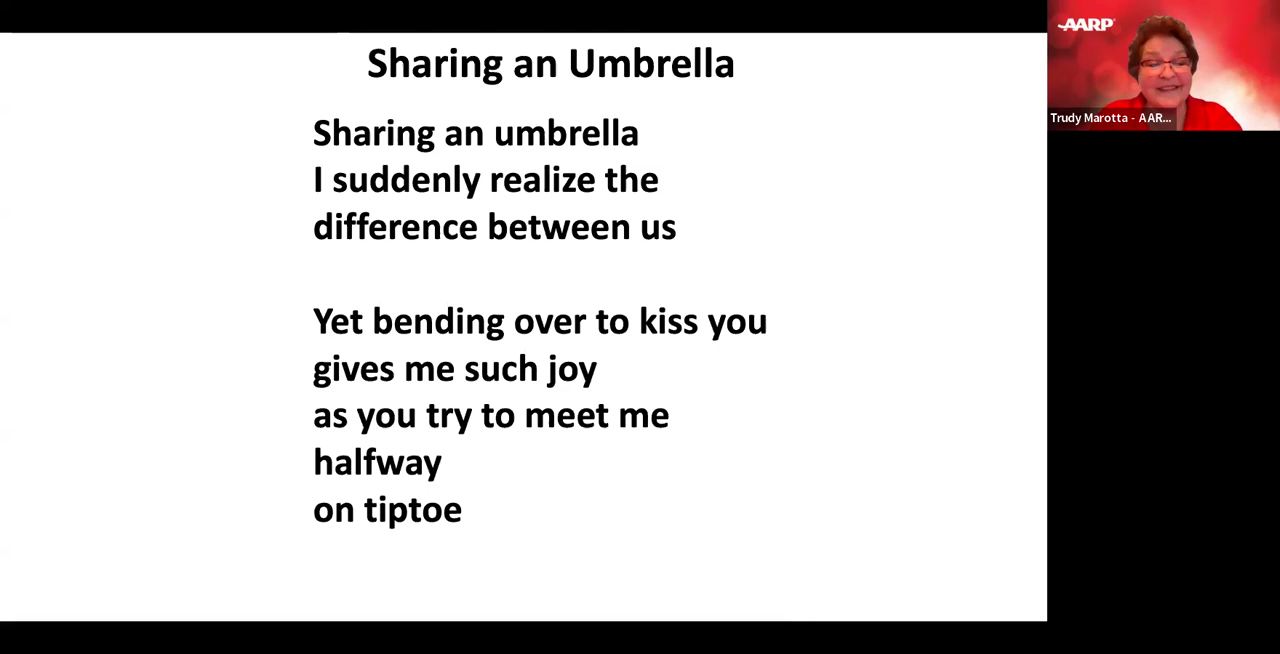 Sharing an Umbrella
Sharing an umbrella
I suddenly realize the
difference between us
Yet bending over to kiss you
gives me such joy
as you try to meet me
halfway
on tiptoe
AARP
Trudy Marotta - AAR...